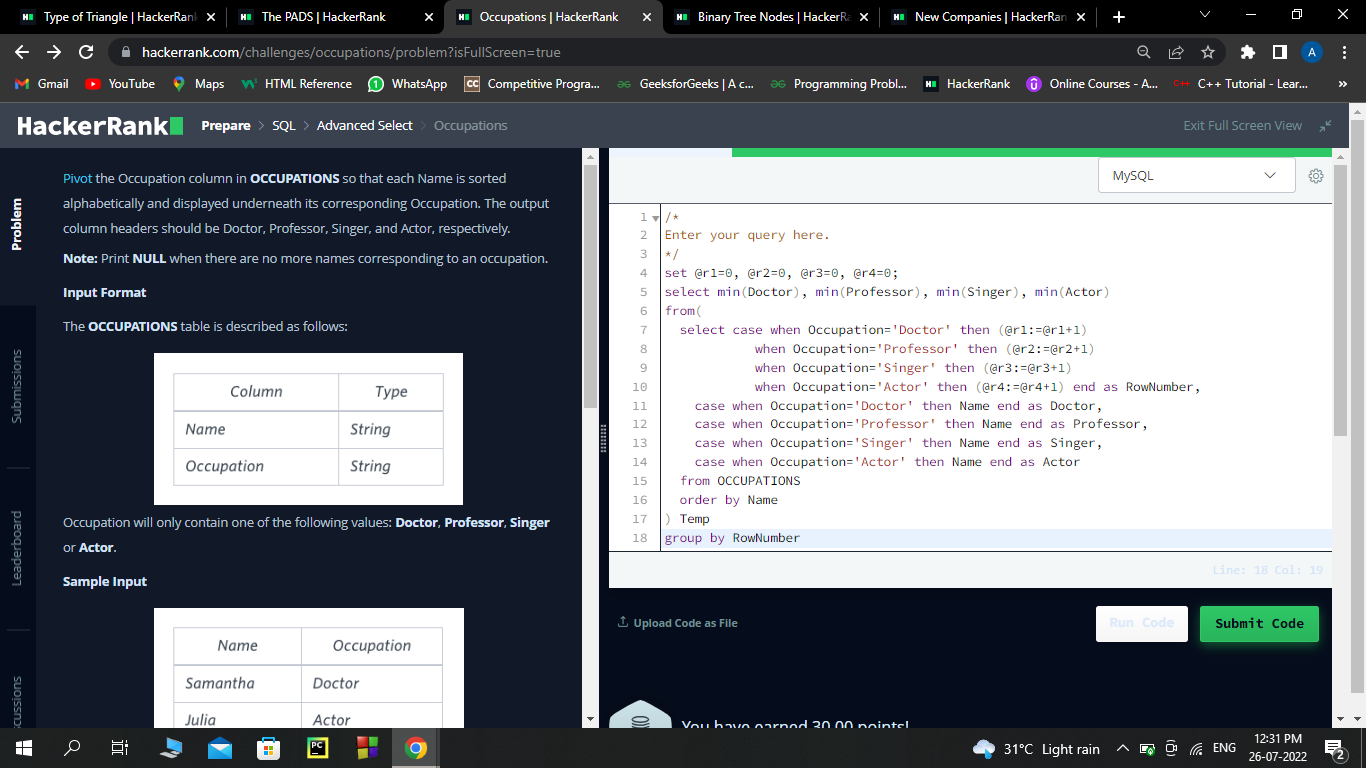 Type of Triangle | HackerRan
The PADS | HackerRank
Occupations | HackerRank
Binary Tree Nodes | HackerRa
New Companies | HackerRan
hackerrank.com/challenges/occupations/problem?isFullScreen=true
A
Gmail
YouTube
Maps
HTML Reference
WhatsApp
CC Competitive Progra...
GeeksforGeeks | A c...
Programming Probl...
HackerRank
Online Courses - A...
C++ Tutorial - Lear...
HackerRank
Prepare > SQL > Advanced Select > Occupations
Exit Full Screen View
Problem
Submissions
Leaderboard
cussions
Pivot the Occupation column in OCCUPATIONS so that each Name is sorted
alphabetically and displayed underneath its corresponding Occupation. The output
column headers should be Doctor, Professor, Singer, and Actor, respectively.
Note: Print NULL when there are no more names corresponding to an occupation.
Input Format
The OCCUPATIONS table is described as follows:
Column Type
Name String
Occupation String
Occupation will only contain one of the following values: Doctor, Professor, Singer
or Actor.
Sample Input
Name Occupation
Samantha Doctor
Julia Actor
MySQL
1 /*
2 Enter your query here.
3 */
4 set @r1=0, @r2=0, @r3=0, @r4=0;
5 select min(Doctor), min(Professor), min(Singer), min(Actor)
6 from(
7 select case when Occupation='Doctor' then (@r1:=@r1+1)
8 when Occupation='Professor' then (@r2:=@r2+1)
9 when Occupation='Singer' then (@r3:=@r3+1)
10 when Occupation='Actor' then (@r4:=@r4+1) end as RowNumber,
11 case when Occupation='Doctor' then Name end as Doctor,
12 case when Occupation='Professor' then Name end as Professor,
13 case when Occupation='Singer' then Name end as Singer,
14 case when Occupation='Actor' then Name end as Actor
15 from OCCUPATIONS
16 order by Name
17 ) Temp
18 group by RowNumber
Line: 18 Col: 19
Upload Code as File
Run Code
Submit Code
You have earned 30.00 points!
31°C Light rain
ENG
12:31 PM
26-07-2022
2